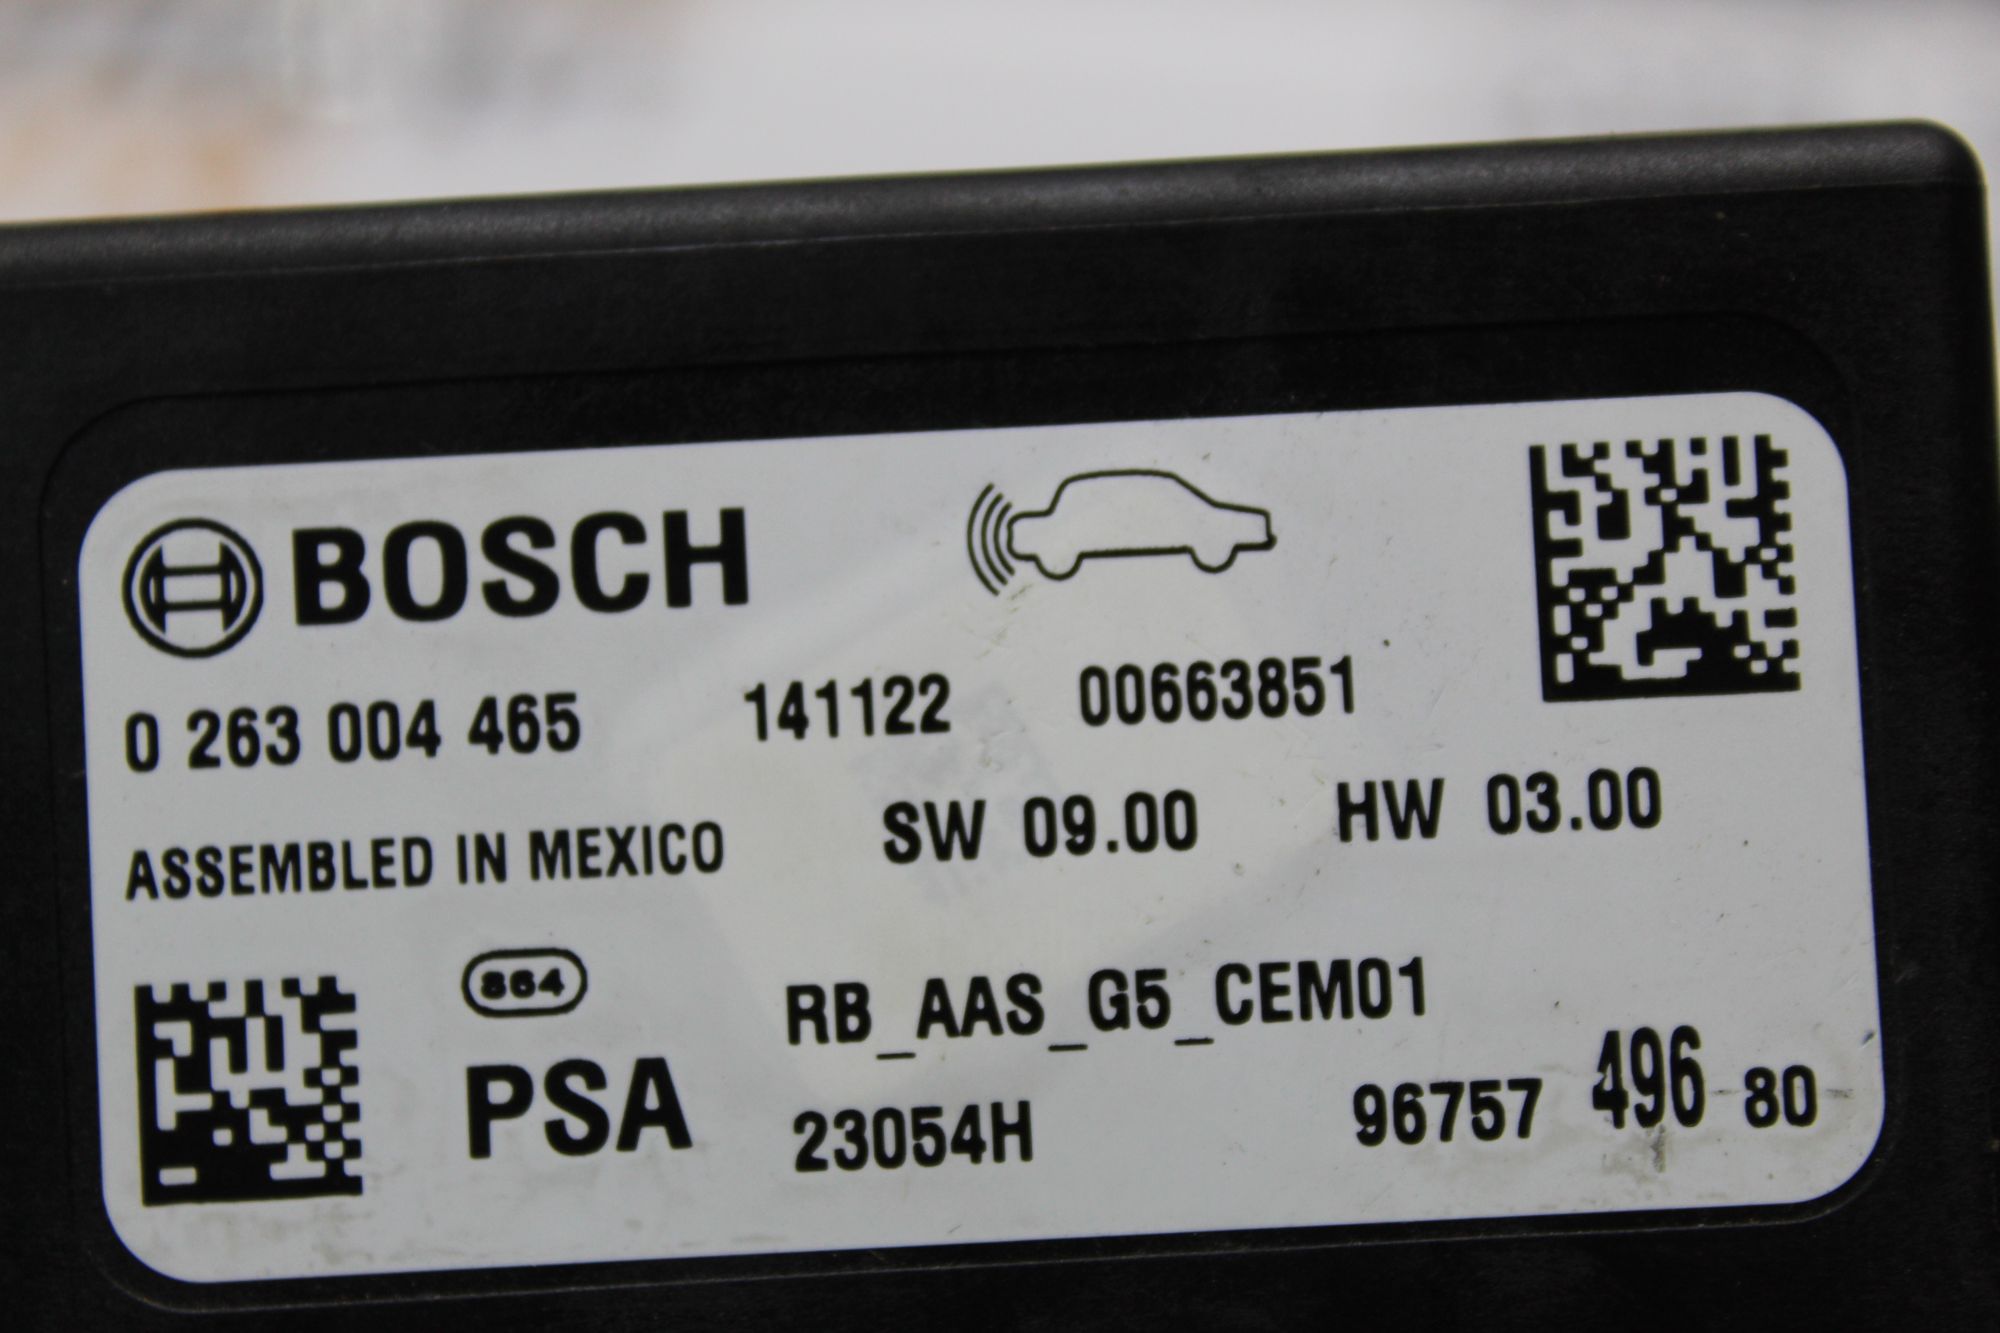 BOSCH
0 263 004 465 141122 00663851
ASSEMBLED IN MEXICO SW 09.00 HW 03.00
864 RB_AAS_G5_CEM01
PSA 23054H 96757 496 80